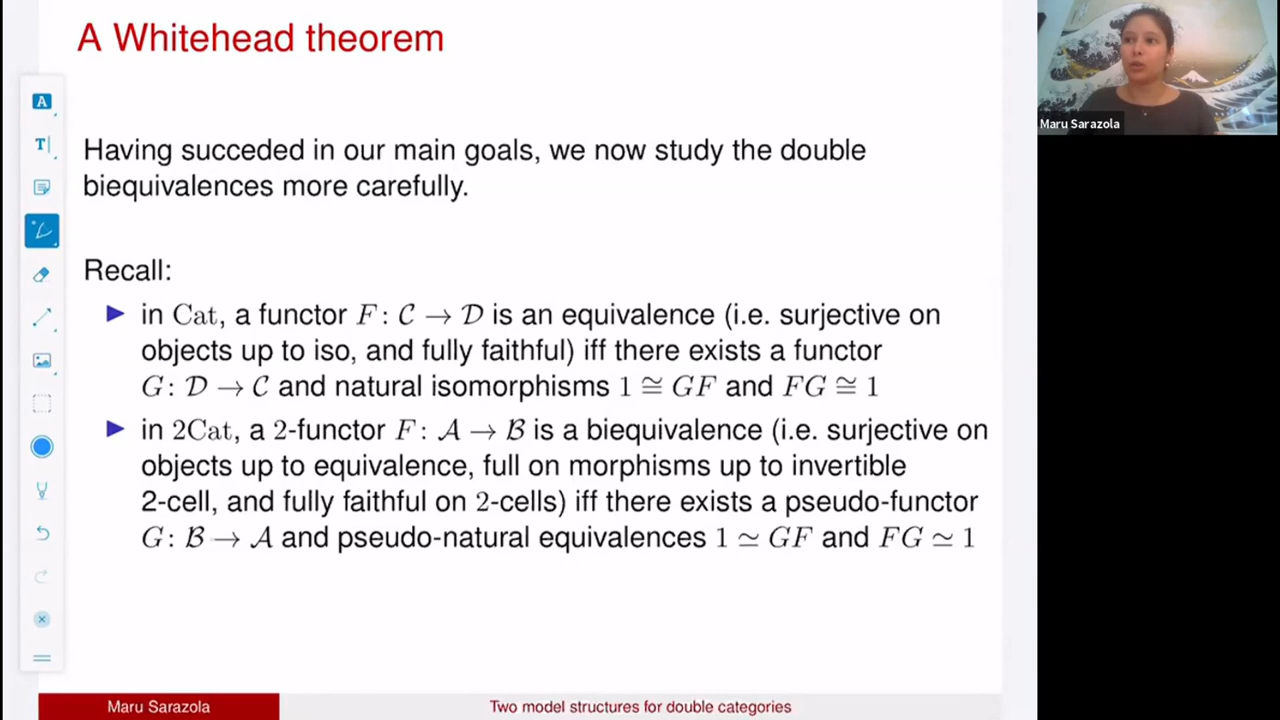 A Whitehead theorem
Having succeded in our main goals, we now study the double
biequivalences more carefully.
Recall:
▶ in Cat, a functor F: 𝒞 → 𝒟 is an equivalence (i.e. surjective on
objects up to iso, and fully faithful) iff there exists a functor
G: 𝒟 → 𝒞 and natural isomorphisms 1 ≅ GF and FG ≅ 1
▶ in 2Cat, a 2-functor F: 𝒜 → ℬ is a biequivalence (i.e. surjective on
objects up to equivalence, full on morphisms up to invertible
2-cell, and fully faithful on 2-cells) iff there exists a pseudo-functor
G: ℬ → 𝒜 and pseudo-natural equivalences 1 ≃ GF and FG ≃ 1
Maru Sarazola
Two model structures for double categories
Maru Sarazola
A
T|